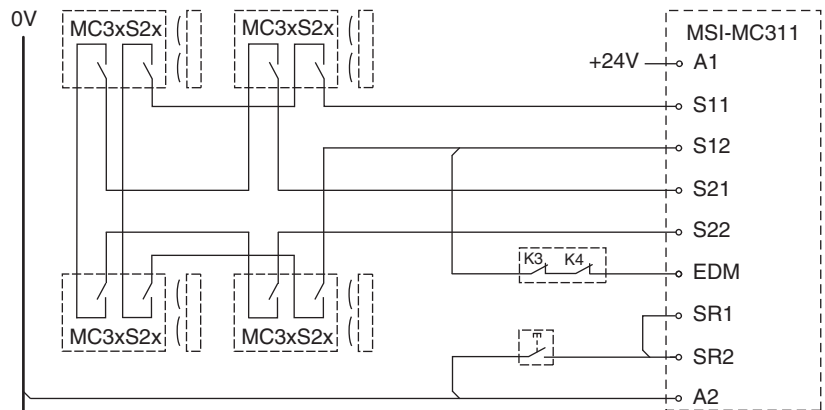 0V
MC3xS2x
MC3xS2x
MSI-MC311
+24V
A1
S11
S12
S21
S22
K3 K4
EDM
MC3xS2x
MC3xS2x
SR1
SR2
A2